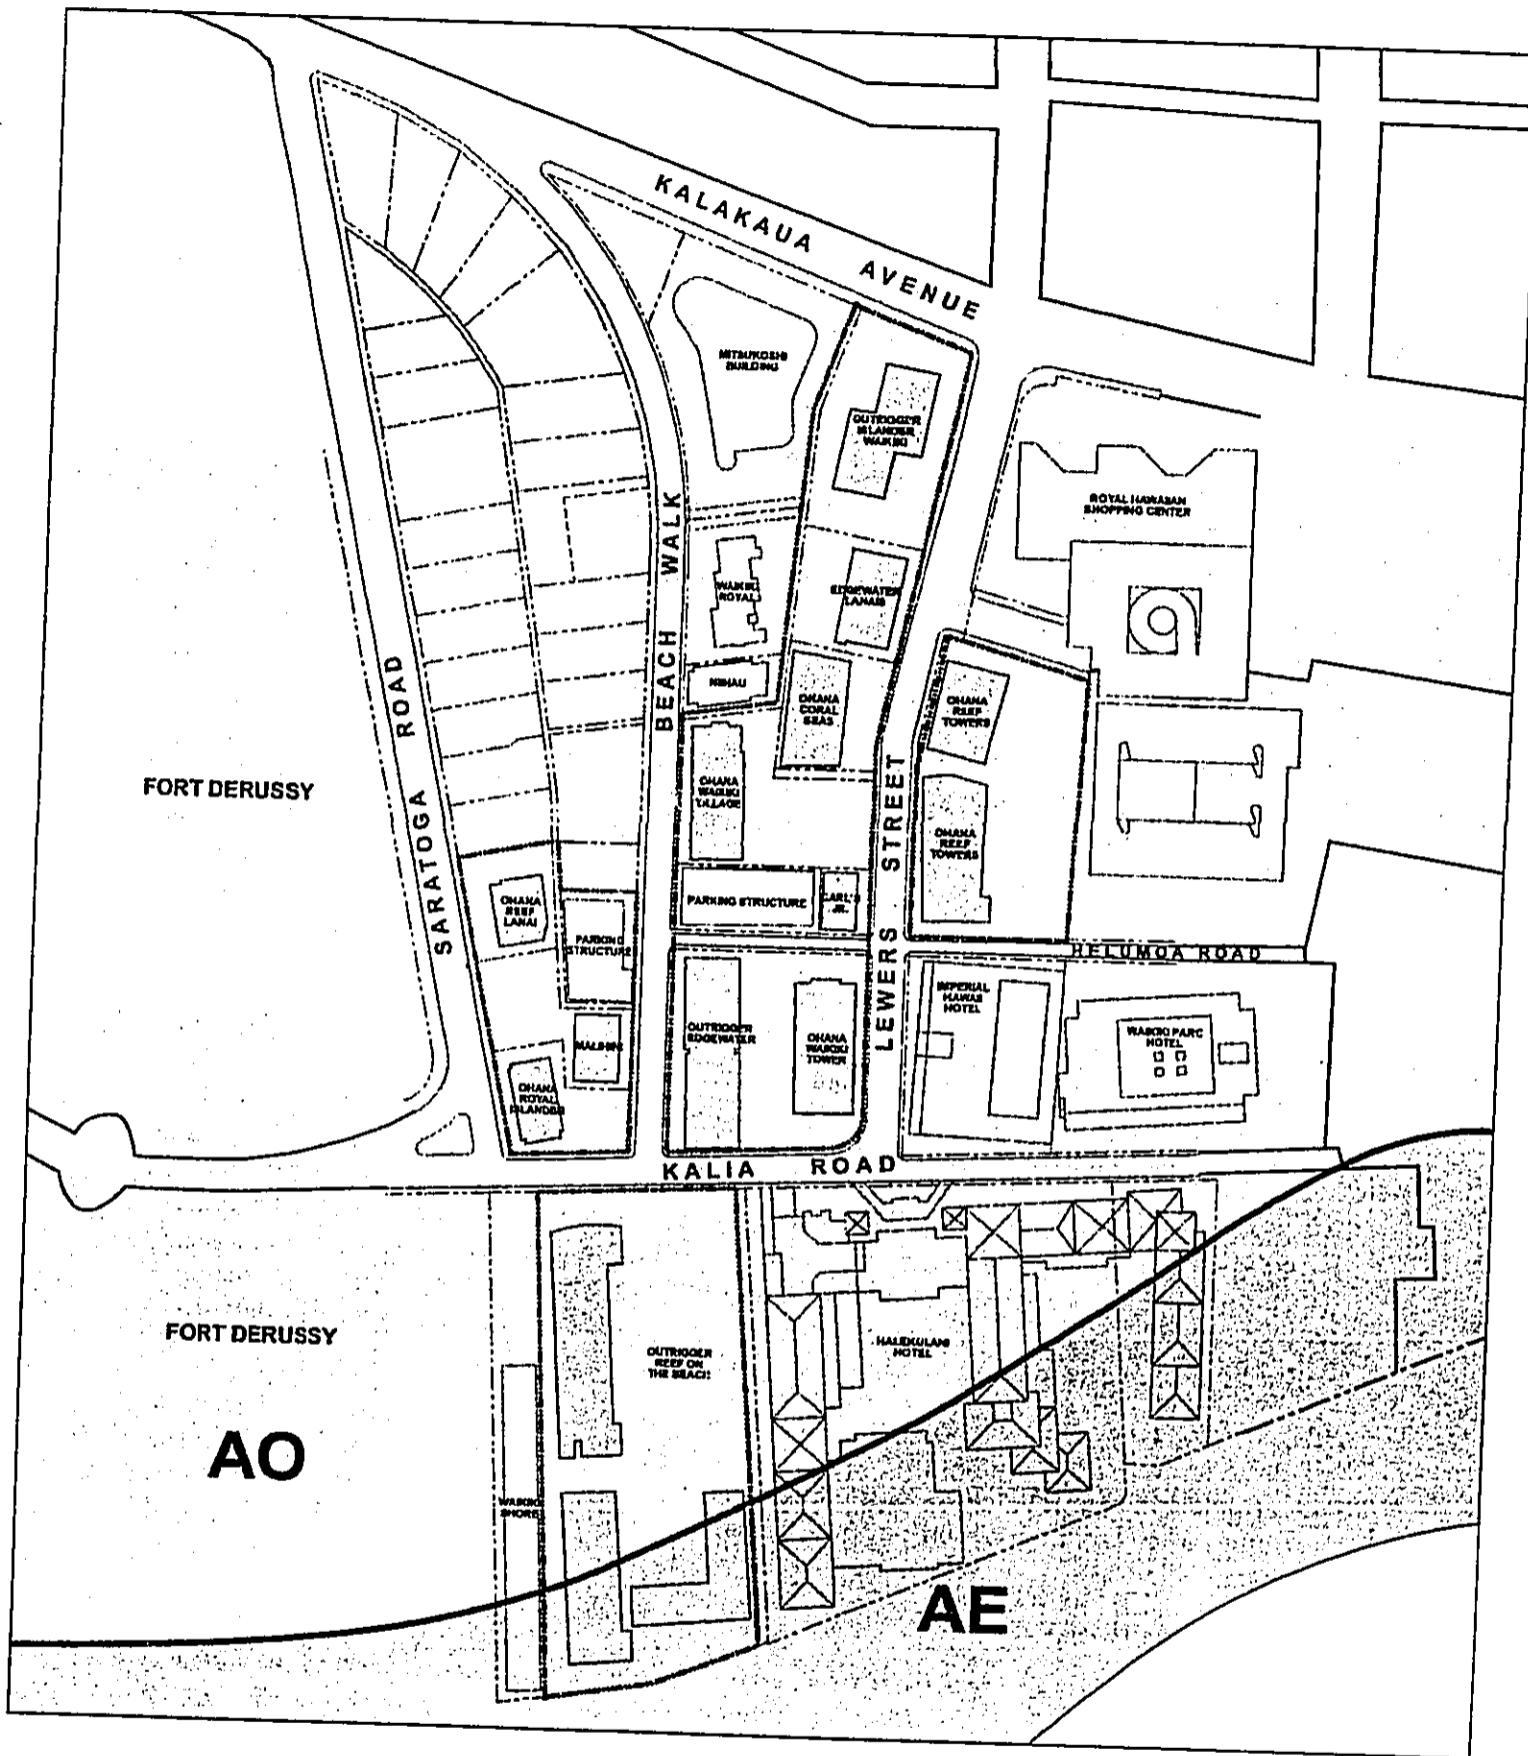 KALAKAUA AVENUE
MITSUKOSHI
BUILDING
OUTRIGGER
ISLANDER
WAIKIKI
ROYAL HAWAIIAN
SHOPPING CENTER
BEACH WALK
WAIKIKI
ROYAL
EDGEWATER
LANAIS
NIIHAU
OHANA
CORAL
SEAS
OHANA
REEF
TOWERS
SARATOGA ROAD
FORT DERUSSY
OHANA
WAIKIKI
VILLAGE
LEWERS STREET
OHANA
REEF
TOWERS
OHANA
REEF
LANAI
PARKING STRUCTURE
CARL'S
JR.
PARKING
STRUCTURE
HELUMOA ROAD
IMPERIAL
HAWAII
HOTEL
OUTRIGGER
EDGEWATER
OHANA
WAIKIKI
TOWER
WAIKIKI PARC
HOTEL
MALIHINI
OHANA
ROYAL
ISLANDER
KALIA ROAD
FORT DERUSSY
OUTRIGGER
REEF ON
THE BEACH
HALEKULANI
HOTEL
AO
WAIKIKI
SHORE
AE